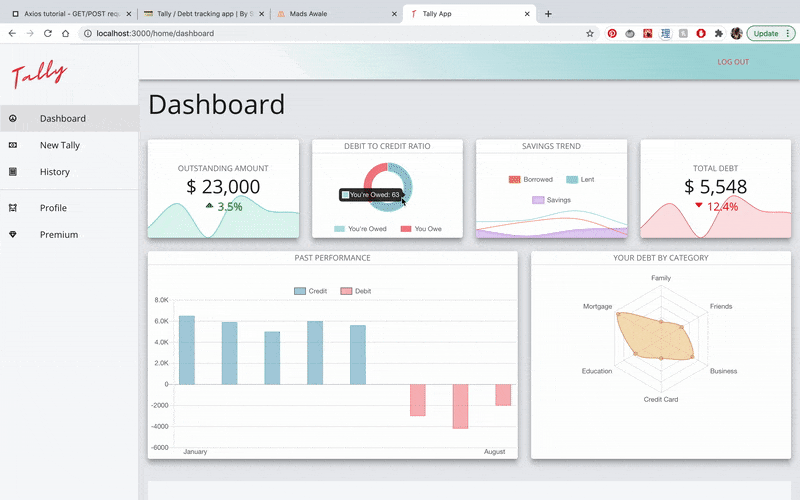 Axios tutorial - GET/POST req
Tally / Debt tracking app | By
Mads Awale
Tally App
localhost:3000/home/dashboard
理
Update
Tally
LOG OUT
Dashboard
New Tally
History
Profile
Premium
Dashboard
OUTSTANDING AMOUNT
$ 23,000
3.5%
DEBIT TO CREDIT RATIO
You're Owed: 63
You're Owed
You Owe
SAVINGS TREND
Borrowed
Lent
Savings
TOTAL DEBT
$ 5,548
12.4%
PAST PERFORMANCE
Credit
Debit
8.0K
6.0K
4.0K
2.0K
0
-2000
-4000
-6000
January
August
YOUR DEBT BY CATEGORY
Family
Mortgage
Friends
Education
Business
Credit Card